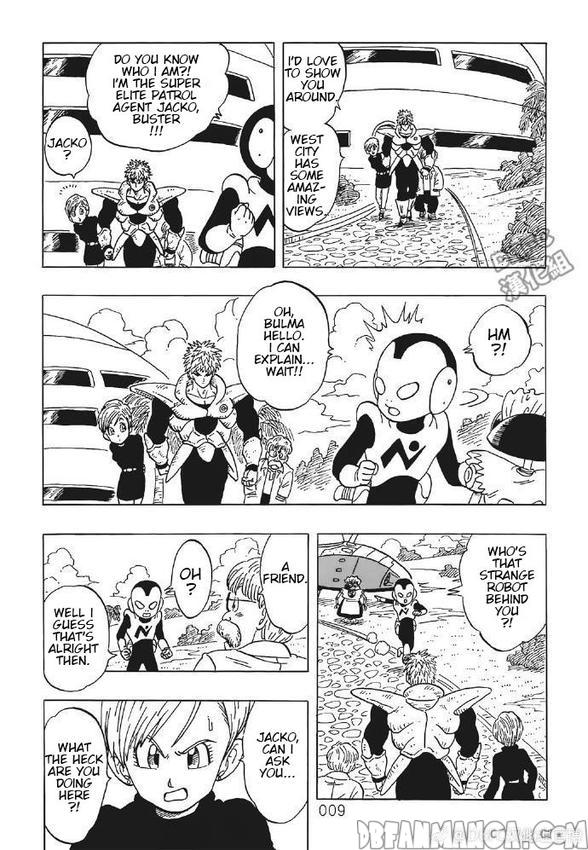 I'D LOVE
TO SHOW
YOU
AROUND.
WEST
CITY HAS
SOME
AMAZ-
ING
VIEWS.
DO YOU KNOW
WHO I AM?!
I'M THE SUPER
ELITE PATROL
AGENT JACKO,
BUSTER
!!!
JACKO
?
漢化組
HM
?!
OH,
BULMA
HELLO.
I CAN
EXPLAIN...
WAIT!!
WHO'S
THAT
STRANGE
ROBOT
BEHIND
YOU
?!
A
FRIEND.
OH
?
WELL I
GUESS
THAT'S
ALRIGHT
THEN.
JACKO,
CAN I
ASK
YOU...
WHAT
THE HECK
ARE YOU
DOING
HERE
?!
009
DBFANMANGA.COM